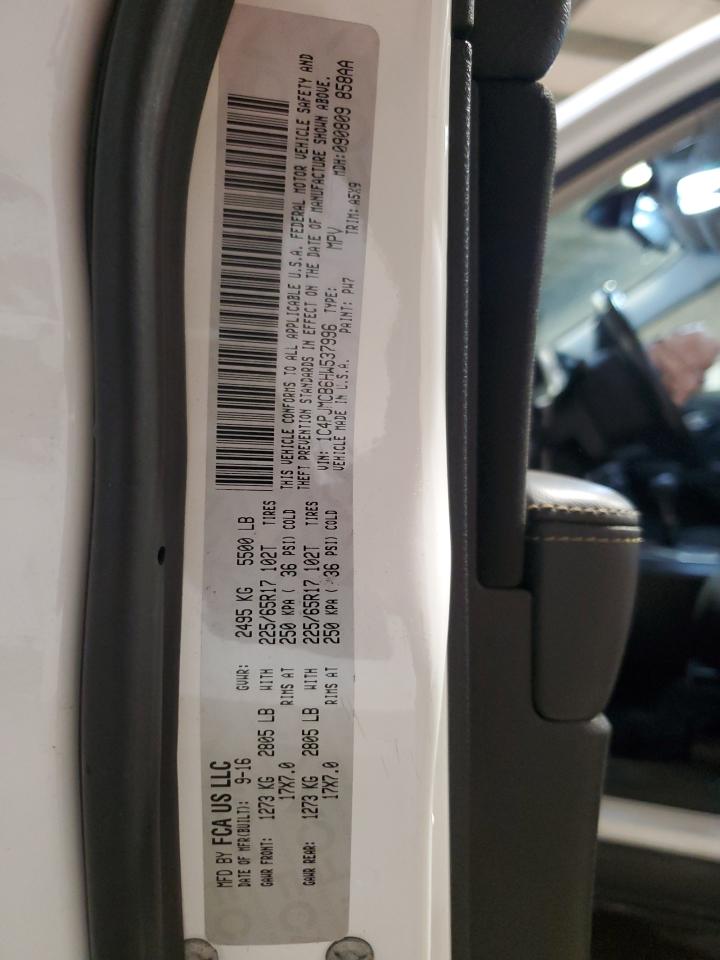 MFD BY FCA US LLC
DATE OF MFR(BUILT): 9-16 GVWR: 2495 KG 5500 LB
GAWR FRONT: 1273 KG 2805 LB WITH 225/65R17 102T TIRES
17X7.0 RIMS AT 250 KPA ( 36 PSI) COLD
GAWR REAR: 1273 KG 2805 LB WITH 225/65R17 102T TIRES
17X7.0 RIMS AT 250 KPA ( 36 PSI) COLD
THIS VEHICLE CONFORMS TO ALL APPLICABLE U.S.A. FEDERAL MOTOR VEHICLE SAFETY AND
THEFT PREVENTION STANDARDS IN EFFECT ON THE DATE OF MANUFACTURE SHOWN ABOVE.
VIN: 1C4PJMCB6HW537996 TYPE: MPV MDH:090809 858AA
VEHICLE MADE IN U.S.A. PAINT: PW7 TRIM: A5X9